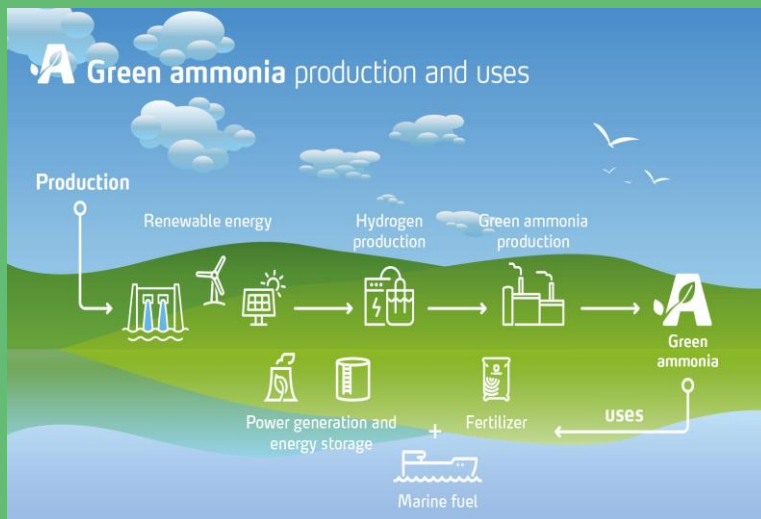 A Green ammonia production and uses
Production
Renewable energy
Hydrogen
production
Green ammonia
production
A
Green
ammonia
uses
Power generation and
energy storage
+
Fertilizer
Marine fuel